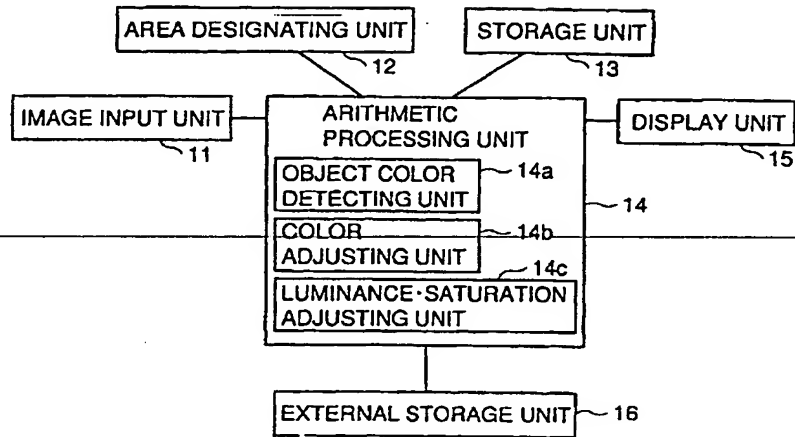 AREA DESIGNATING UNIT
12
STORAGE UNIT
13
IMAGE INPUT UNIT
11
ARITHMETIC
PROCESSING UNIT
DISPLAY UNIT
15
OBJECT COLOR
DETECTING UNIT
14a
14
COLOR
ADJUSTING UNIT
14b
14c
LUMINANCE·SATURATION
ADJUSTING UNIT
EXTERNAL STORAGE UNIT
16